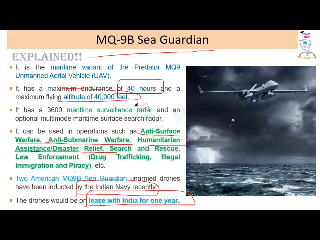 MQ-9B Sea Guardian
EXPLAINED!!
It is the maritime variant of the Predator MQ9
Unmanned Aerial Vehicle (UAV).
It has a maximum endurance of 40 hours and a
maximum flying altitude of 40,000 feet.
It has a 3600 maritime surveillance radar and an
optional multimode maritime surface search radar.
It can be used in operations such as Anti-Surface
Warfare, Anti-Submarine Warfare, Humanitarian
Assistance/Disaster Relief, Search and Rescue,
Law Enforcement (Drug Trafficking, Illegal
Immigration and Piracy), etc.
Two American MQ9B Sea Guardian unarmed drones
have been inducted by the Indian Navy recently.
The drones would be on lease with India for one year.